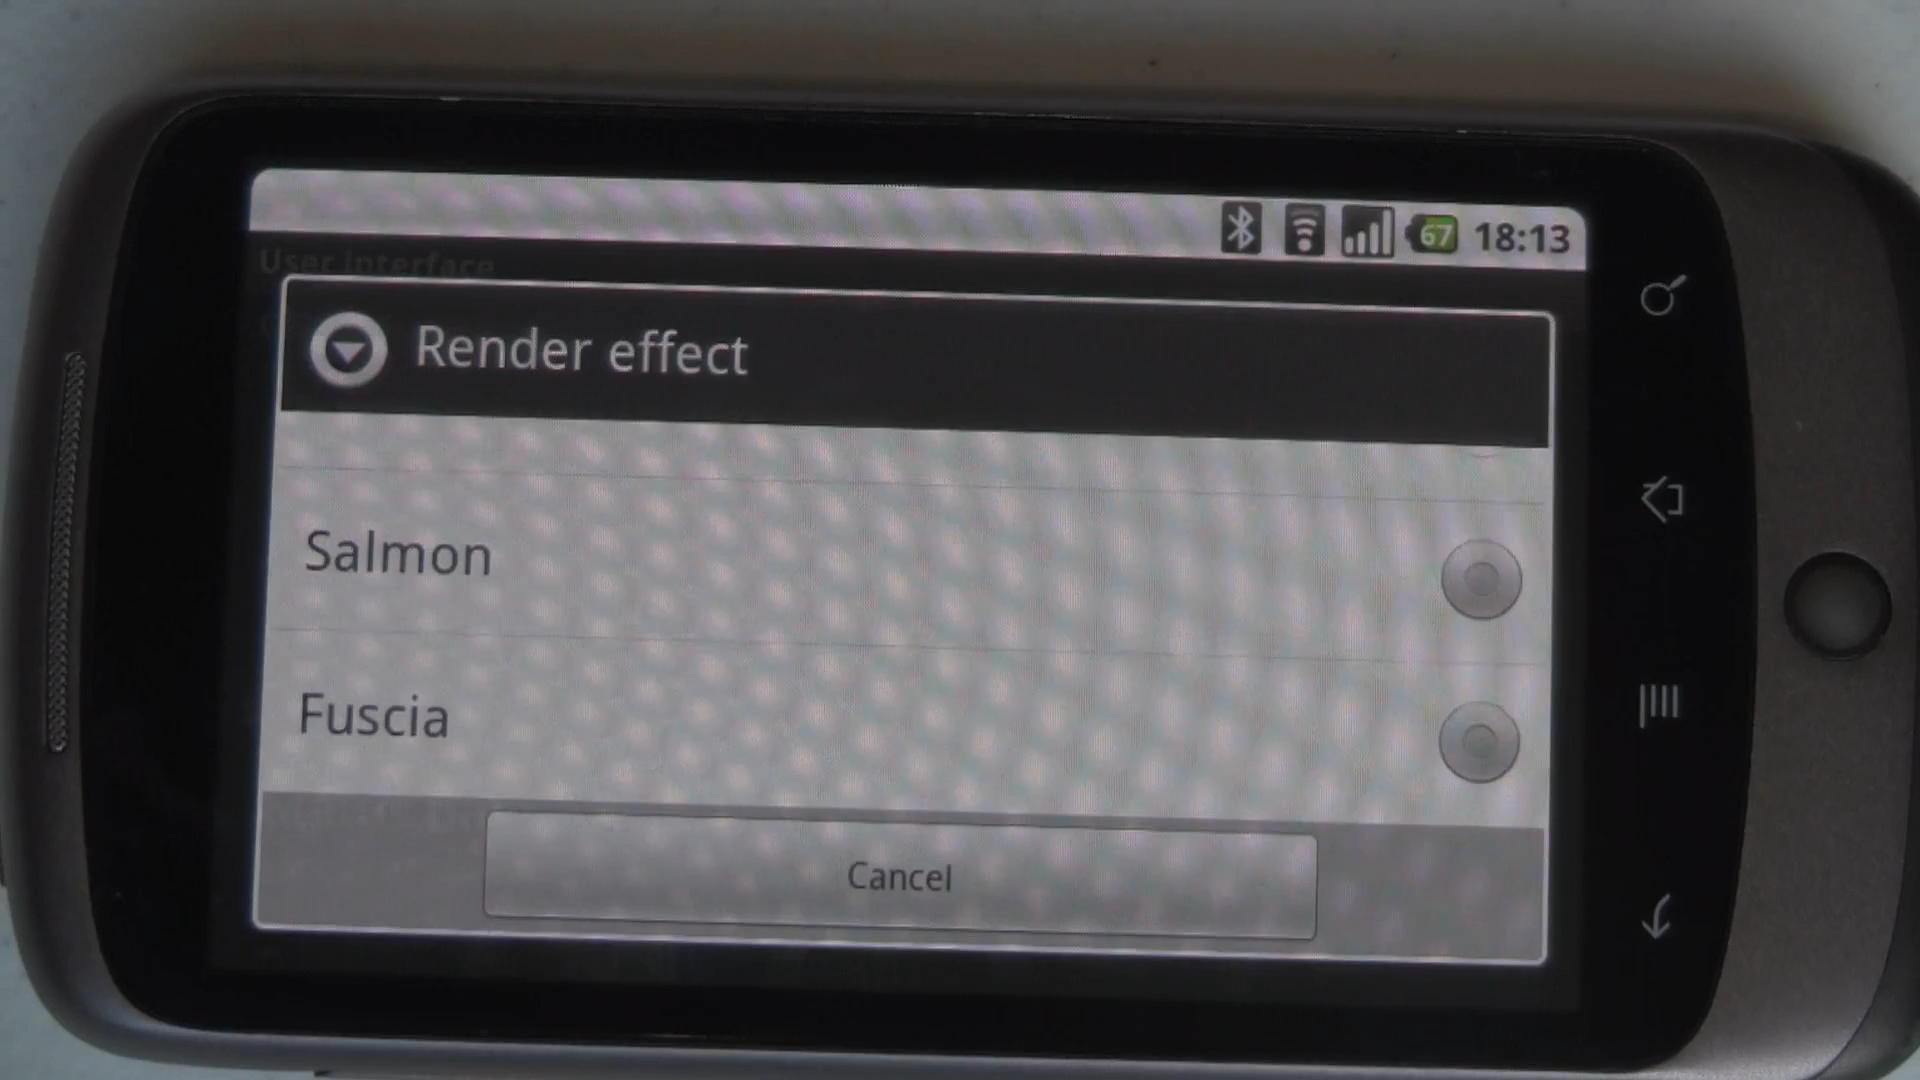 67 18:13
User interface
Render effect
Salmon
Fuscia
Cancel